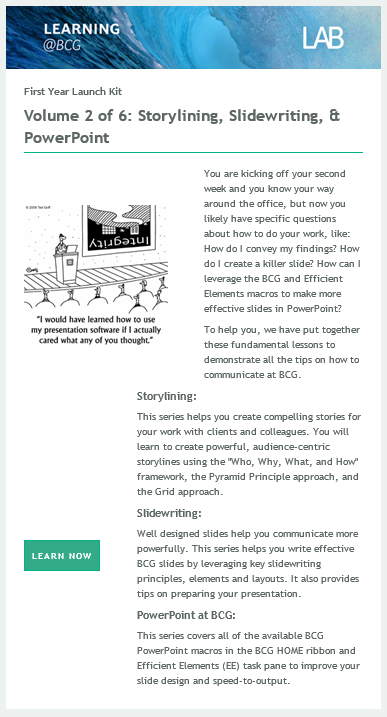 LEARNING
@BCG
LAB
First Year Launch Kit
Volume 2 of 6: Storylining, Slidewriting, &
PowerPoint
You are kicking off your second
week and you know your way
around the office, but now you
likely have specific questions
about how to do your work, like:
How do I convey my findings? How
do I create a killer slide? How can I
leverage the BCG and Efficient
Elements macros to make more
effective slides in PowerPoint?
To help you, we have put together
these fundamental lessons to
demonstrate all the tips on how to
communicate at BCG.
Integrity
"I would have learned how to use
my presentation software if I actually
cared what any of you thought."
Storylining:
This series helps you create compelling stories for
your work with clients and colleagues. You will
learn to create powerful, audience-centric
storylines using the "Who, Why, What, and How"
framework, the Pyramid Principle approach, and
the Grid approach.
Slidewriting:
Well designed slides help you communicate more
powerfully. This series helps you write effective
BCG slides by leveraging key slidewriting
principles, elements and layouts. It also provides
tips on preparing your presentation.
LEARN NOW
PowerPoint at BCG:
This series covers all of the available BCG
PowerPoint macros in the BCG HOME ribbon and
Efficient Elements (EE) task pane to improve your
slide design and speed-to-output.